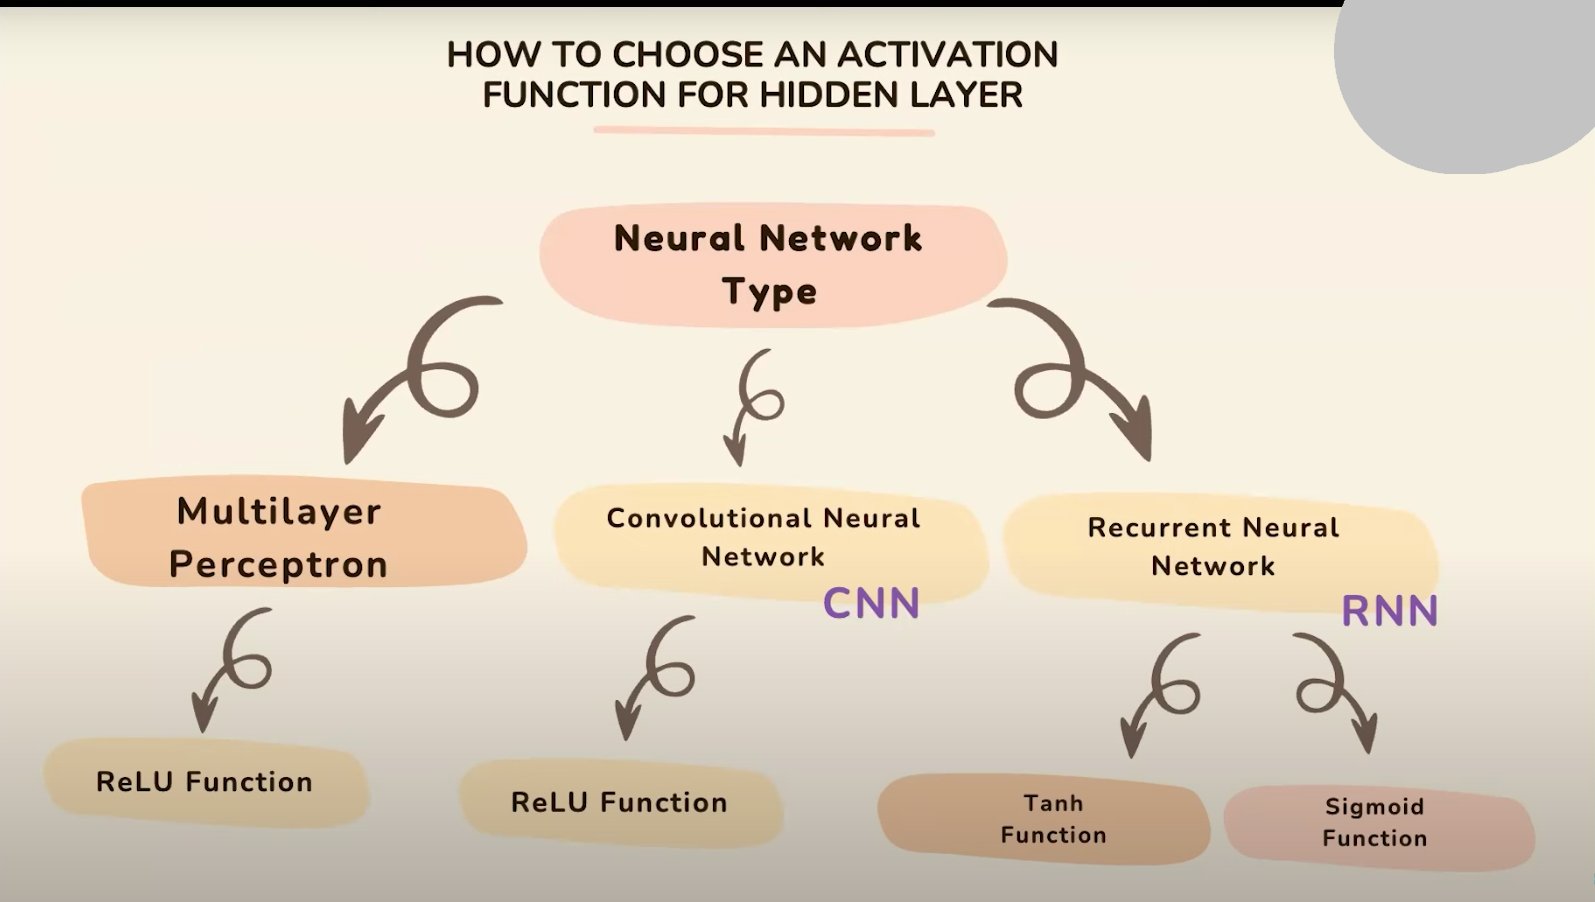 HOW TO CHOOSE AN ACTIVATION
FUNCTION FOR HIDDEN LAYER
Neural Network
Type
Multilayer
Perceptron
Convolutional Neural
Network
CNN
Recurrent Neural
Network
RNN
ReLU Function
ReLU Function
Tanh
Function
Sigmoid
Function